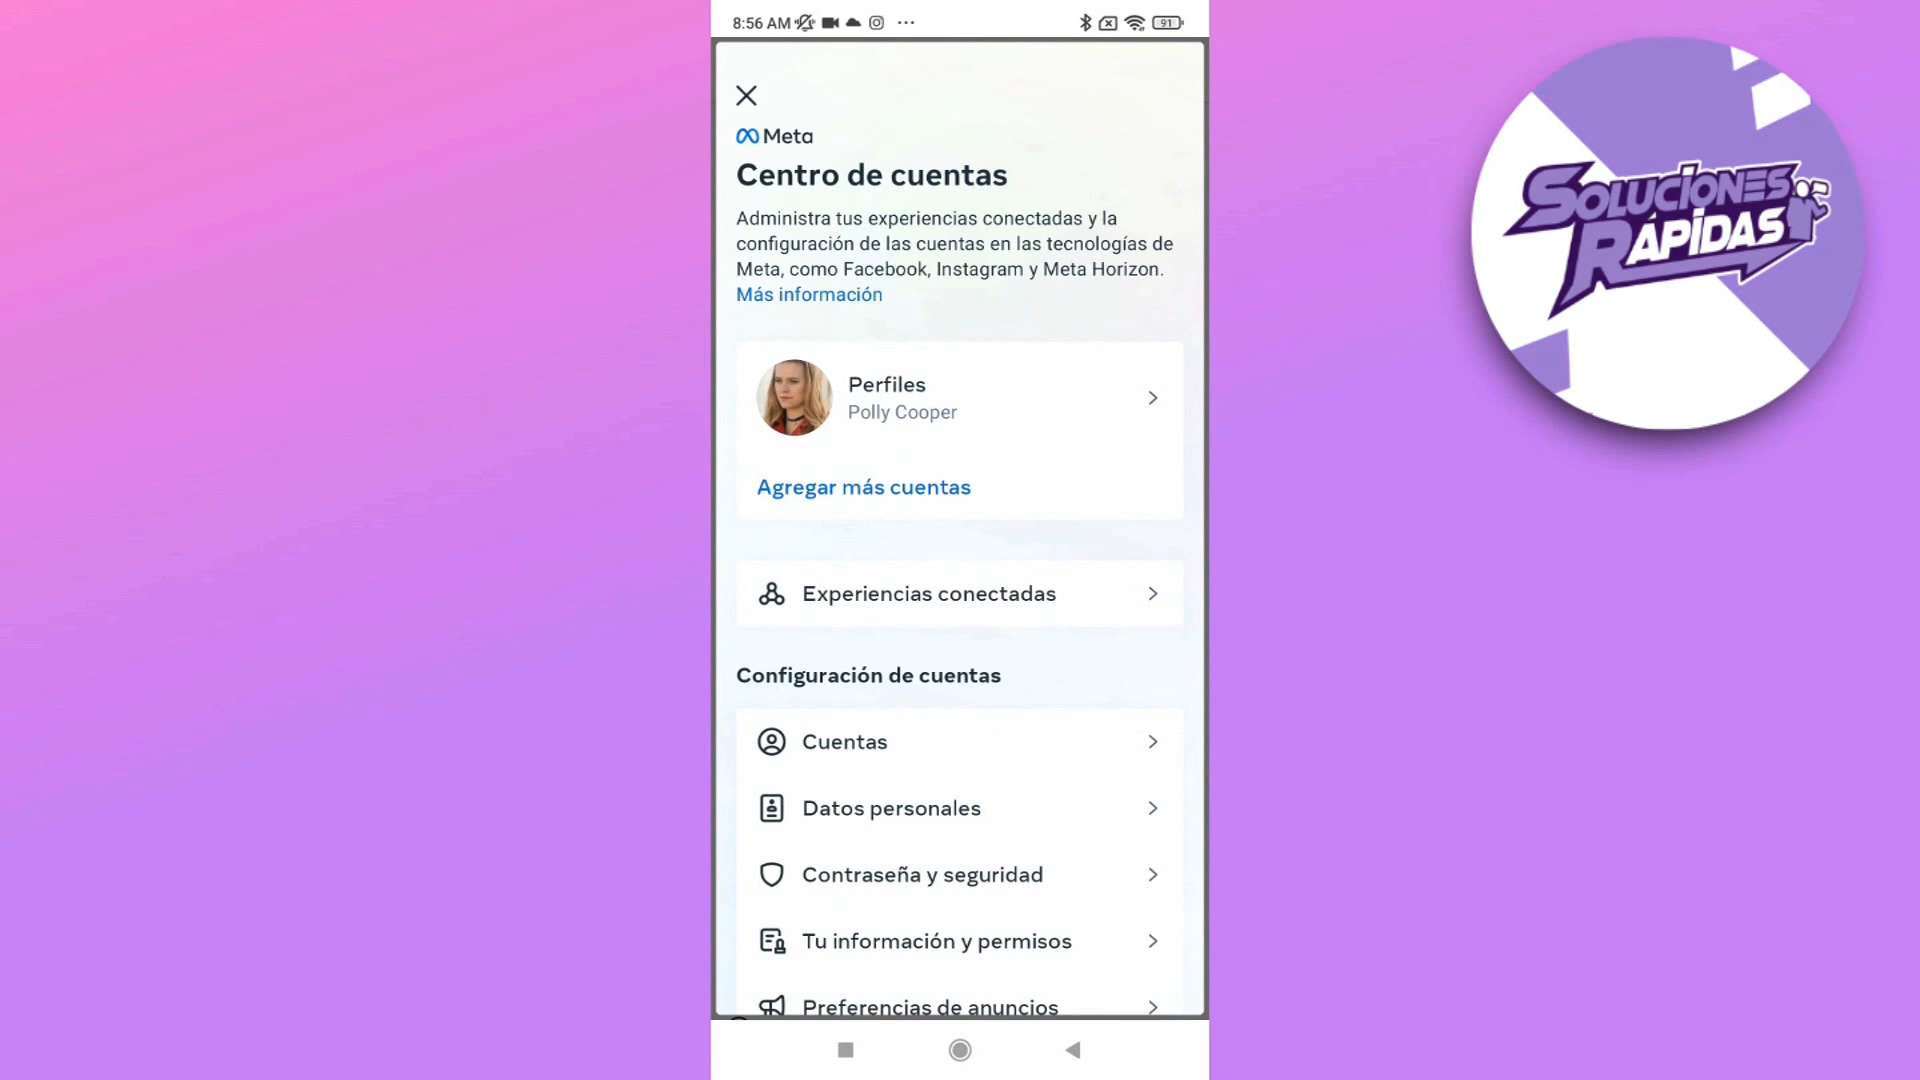 8:56 AM
91
Meta
Centro de cuentas
Administra tus experiencias conectadas y la
configuración de las cuentas en las tecnologías de
Meta, como Facebook, Instagram y Meta Horizon.
Más información
Perfiles
Polly Cooper
Agregar más cuentas
Experiencias conectadas
Configuración de cuentas
Cuentas
Datos personales
Contraseña y seguridad
Tu información y permisos
Preferencias de anuncios
SOLUCIONES
RÁPIDAS